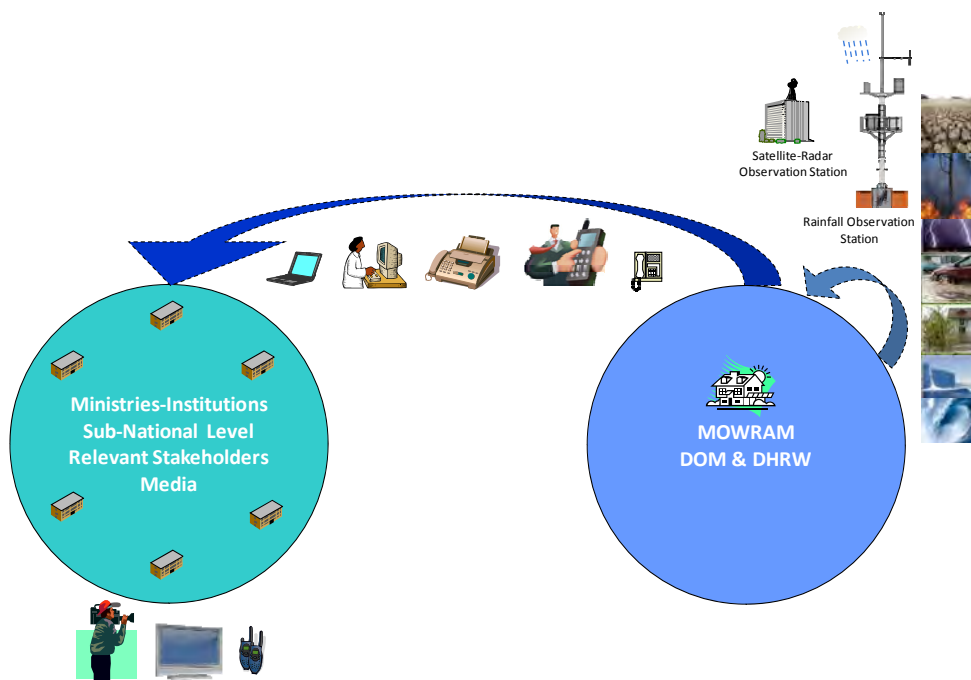 Satellite-Radar
Observation Station
Rainfall Observation
Station
Ministries-Institutions
Sub-National Level
Relevant Stakeholders
Media
MOWRAM
DOM & DHRW